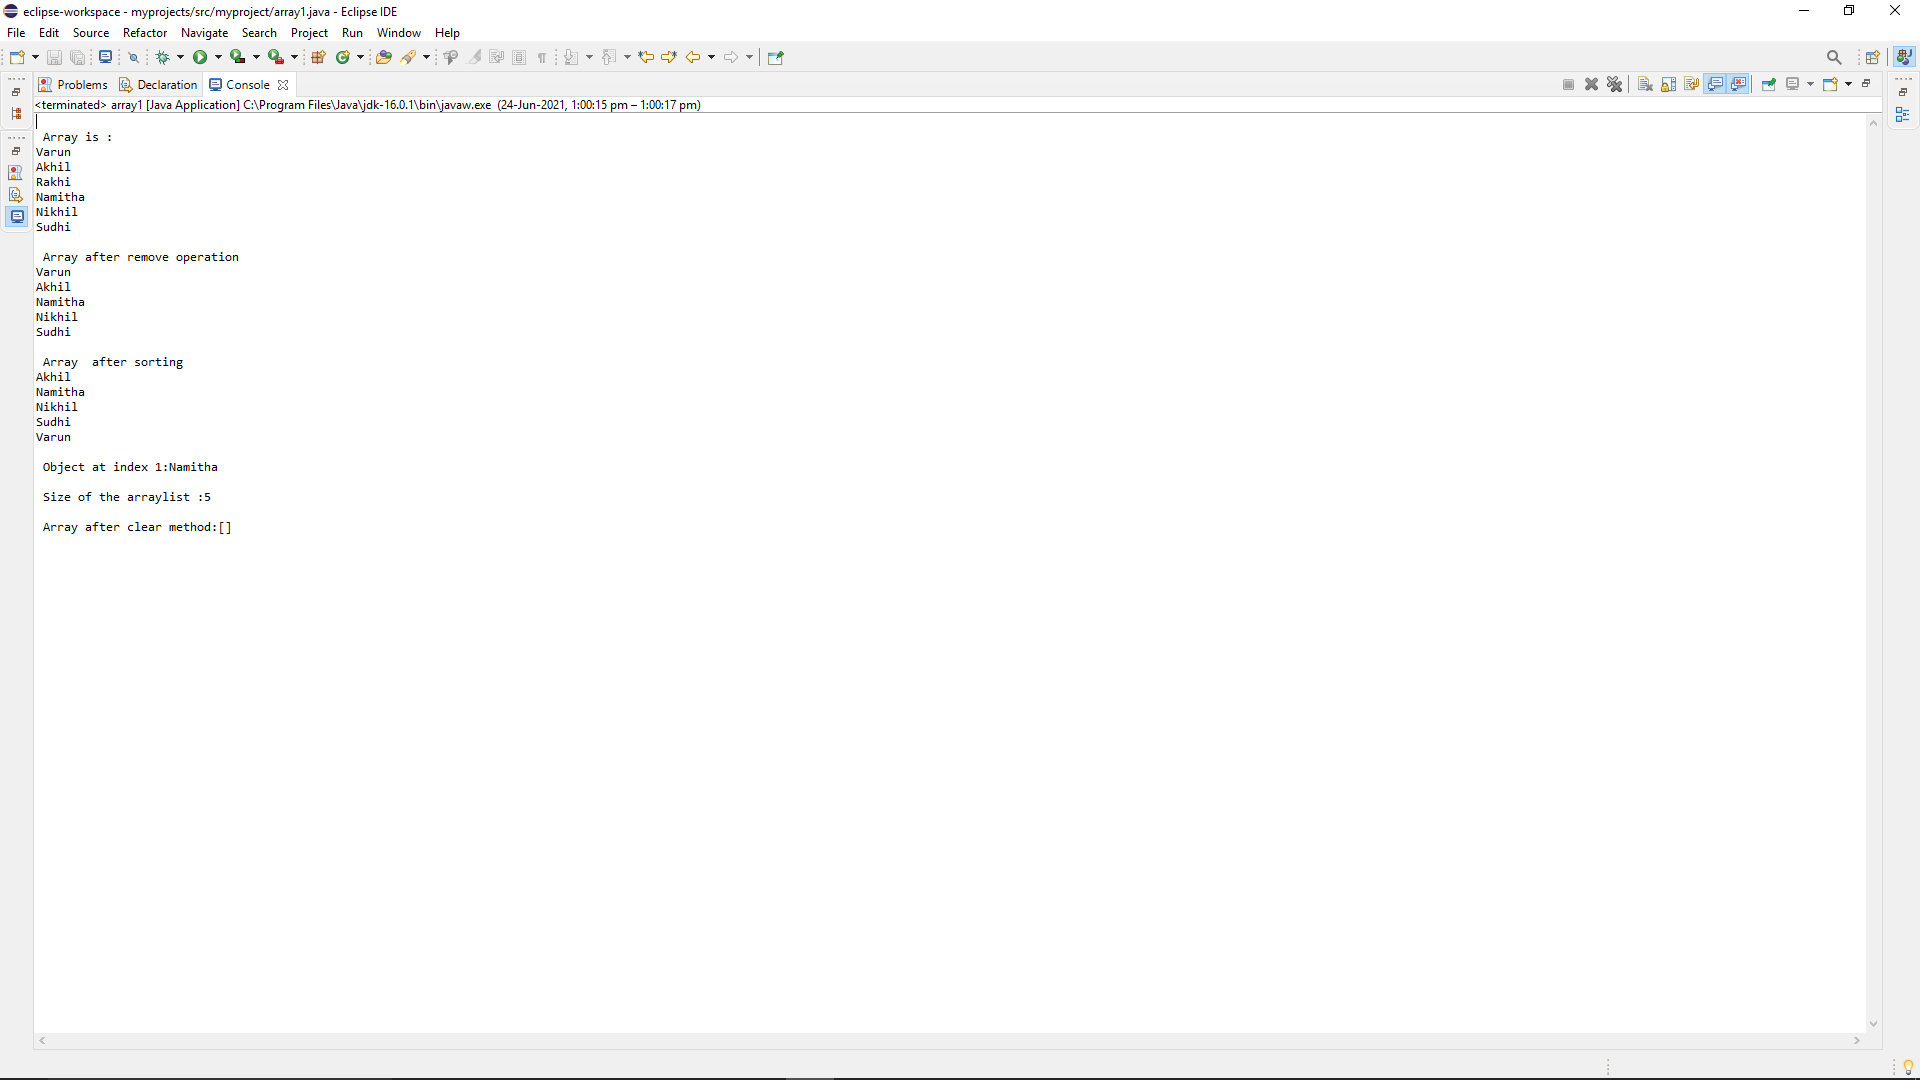 eclipse-workspace - myprojects/src/myproject/array1.java - Eclipse IDE
File Edit Source Refactor Navigate Search Project Run Window Help
Problems Declaration Console
<terminated> array1 [Java Application] C:\Program Files\Java\jdk-16.0.1\bin\javaw.exe (24-Jun-2021, 1:00:15 pm – 1:00:17 pm)
Array is :
Varun
Akhil
Rakhi
Namitha
Nikhil
Sudhi
Array after remove operation
Varun
Akhil
Namitha
Nikhil
Sudhi
Array  after sorting
Akhil
Namitha
Nikhil
Sudhi
Varun
Object at index 1:Namitha
Size of the arraylist :5
Array after clear method:[]